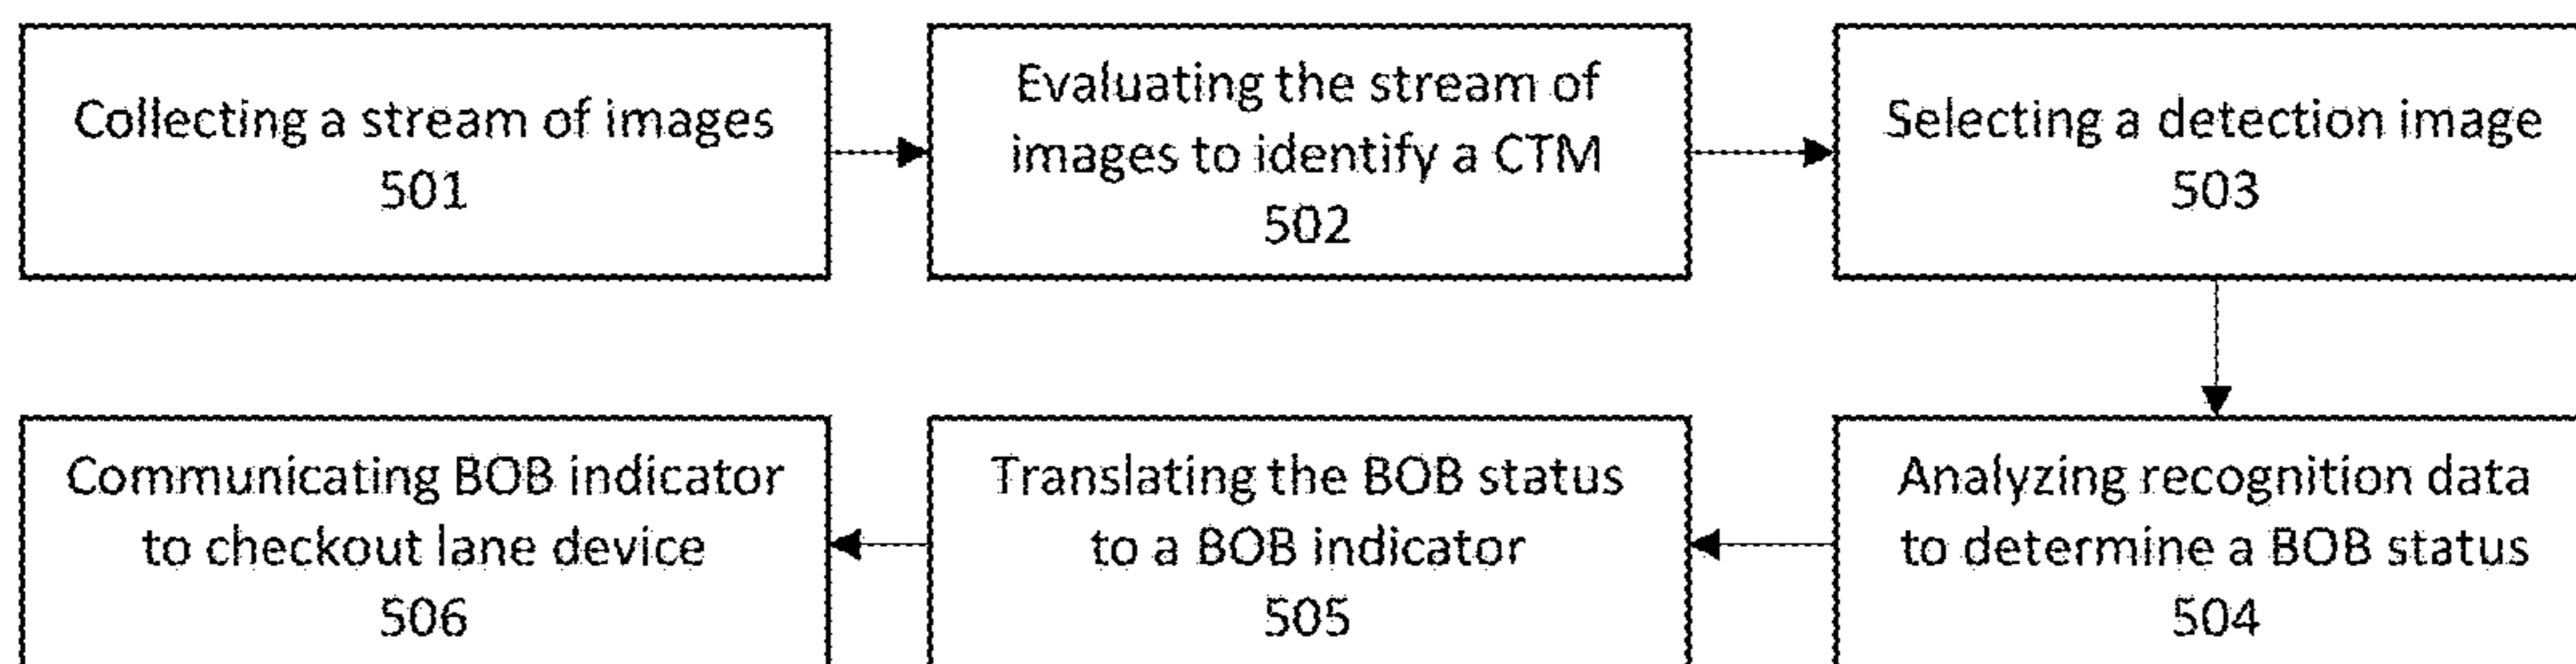 Collecting a stream of images
501
Evaluating the stream of
images to identify a CTM
502
Selecting a detection image
503
Analyzing recognition data
to determine a BOB status
504
Translating the BOB status
to a BOB indicator
505
Communicating BOB indicator
to checkout lane device
506